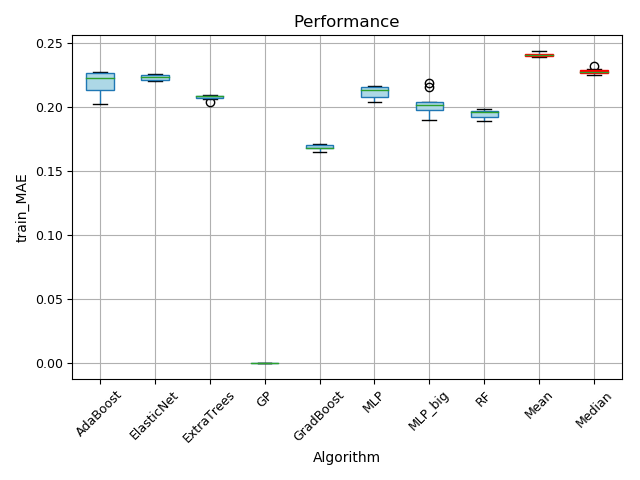 Performance
0.25
0.20
0.15
0.10
0.05
0.00
train_MAE
AdaBoost
ElasticNet
ExtraTrees
GP
GradBoost
MLP
MLP_big
RF
Mean
Median
Algorithm